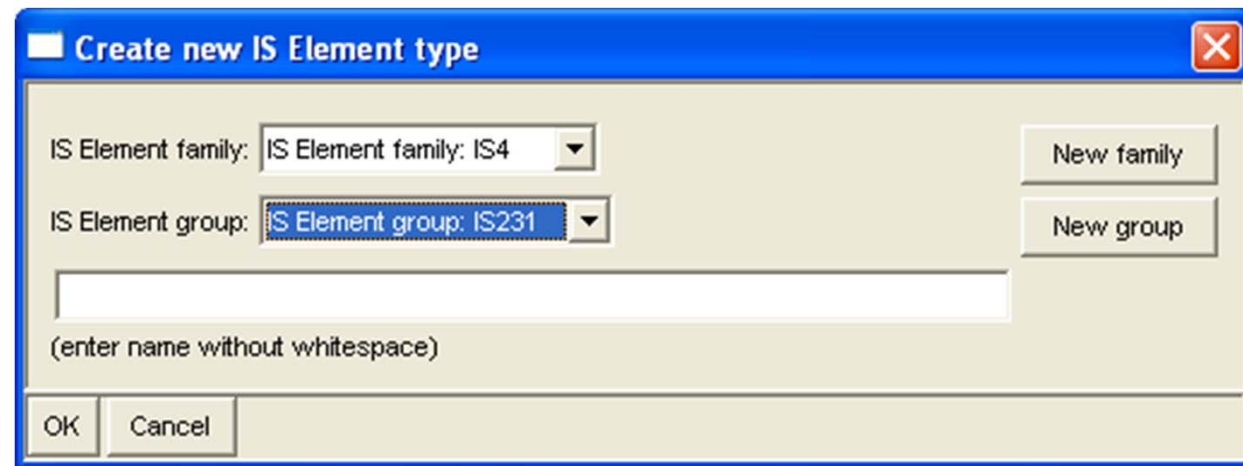 Create new IS Element type
IS Element family: IS Element family: IS4
New family
IS Element group: IS Element group: IS231
New group
(enter name without whitespace)
OK Cancel